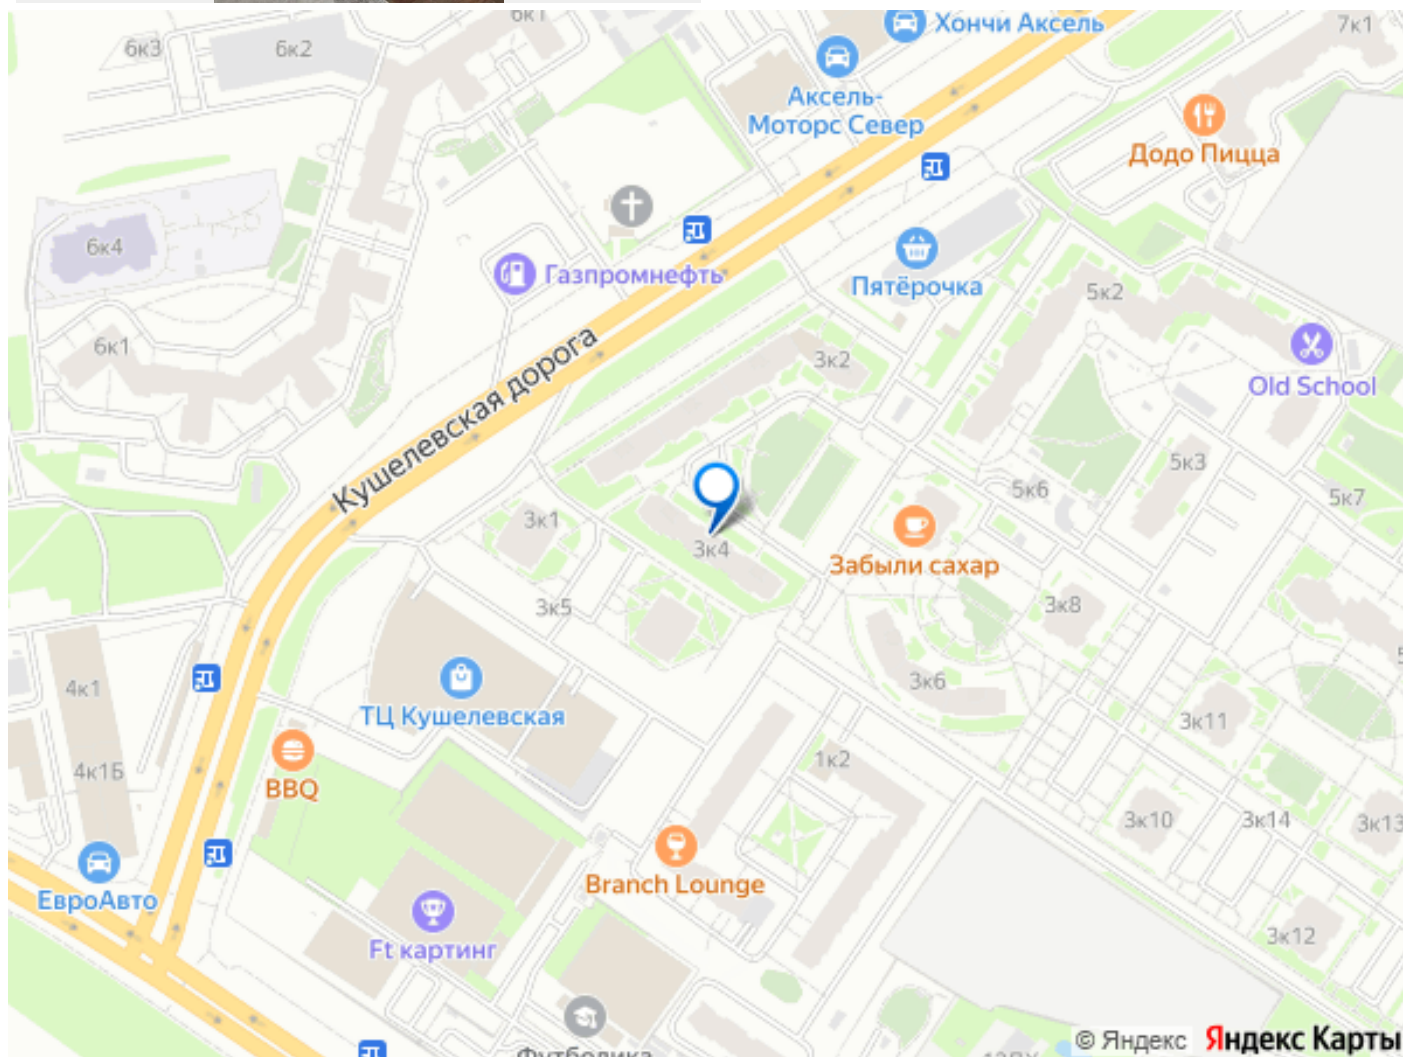 6к1
Хончи Аксель
7к1
6к3
6к2
Аксель-
Моторс Север
Додо Пицца
6к4
Газпромнефть
Пятёрочка
5к2
6к1
Кушелевская дорога
3к2
Old School
5к3
5к6
5к7
3к1
3к4
Забыли сахар
3к5
3к8
4к1
3к6
ТЦ Кушелевская
3к11
4к1Б
1к2
BBQ
3к10
3к14
3к13
Branch Lounge
ЕвроАвто
Ft картинг
3к12
© Яндекс Яндекс Карты
Футболика